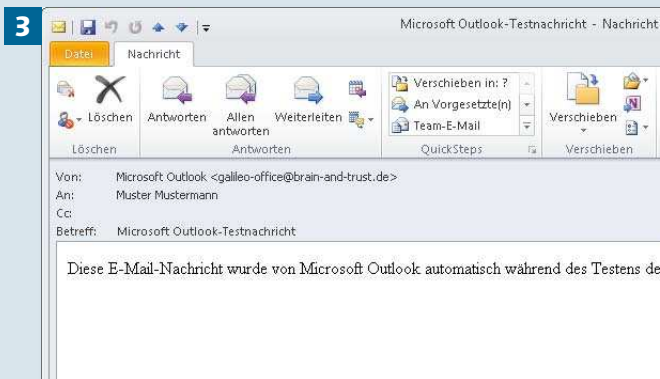 3
Microsoft Outlook-Testnachricht - Nachricht
Datei Nachricht
Löschen Antworten Allen antworten Weiterleiten
Verschieben in: ?
An Vorgesetzte(n)
Team-E-Mail
Verschieben
Löschen Antworten QuickSteps Verschieben
Von: Microsoft Outlook <galileo-office@brain-and-trust.de>
An: Muster Mustermann
Cc:
Betreff: Microsoft Outlook-Testnachricht
Diese E-Mail-Nachricht wurde von Microsoft Outlook automatisch während des Testens de